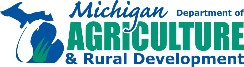 Michigan Department of
AGRICULTURE
& Rural Development